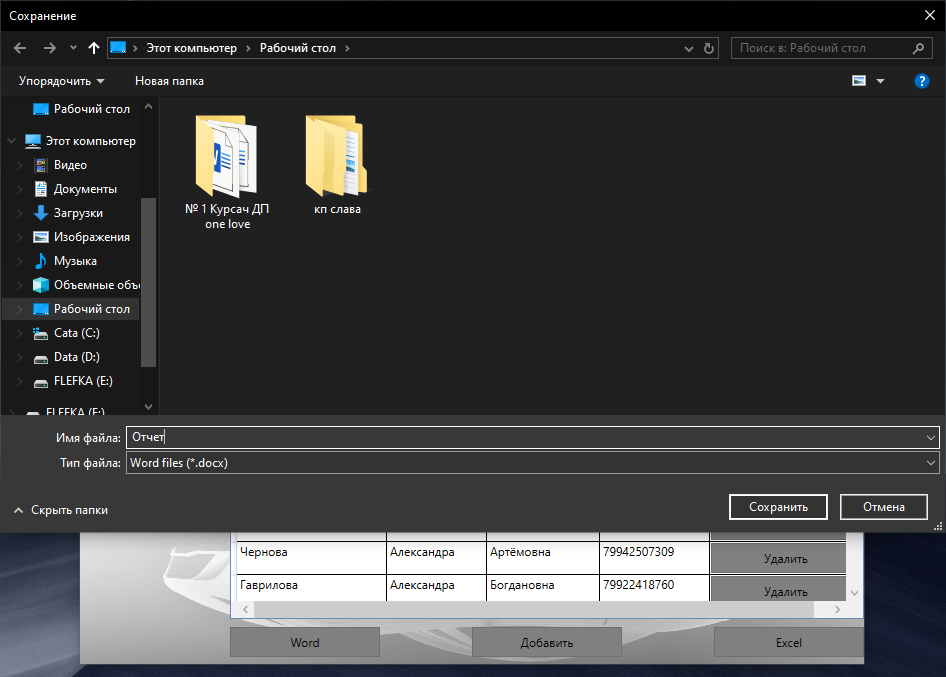 Сохранение
Этот компьютер > Рабочий стол >
Поиск в: Рабочий стол
Упорядочить
Новая папка
?
Рабочий стол
Этот компьютер
Видео
Документы
Загрузки
Изображения
Музыка
Объемные объ
Рабочий стол
Cata (C:)
Data (D:)
FLEFKA (E:)
FLEFKA (E:)
№ 1 Курсач ДП
one love
кп слава
Имя файла: Отчет
Тип файла: Word files (*.docx)
Скрыть папки
Сохранить
Отмена
Чернова Александра Артёмовна 79942507309 Удалить
Гаврилова Александра Богдановна 79922418760 Удалить
Word
Добавить
Excel